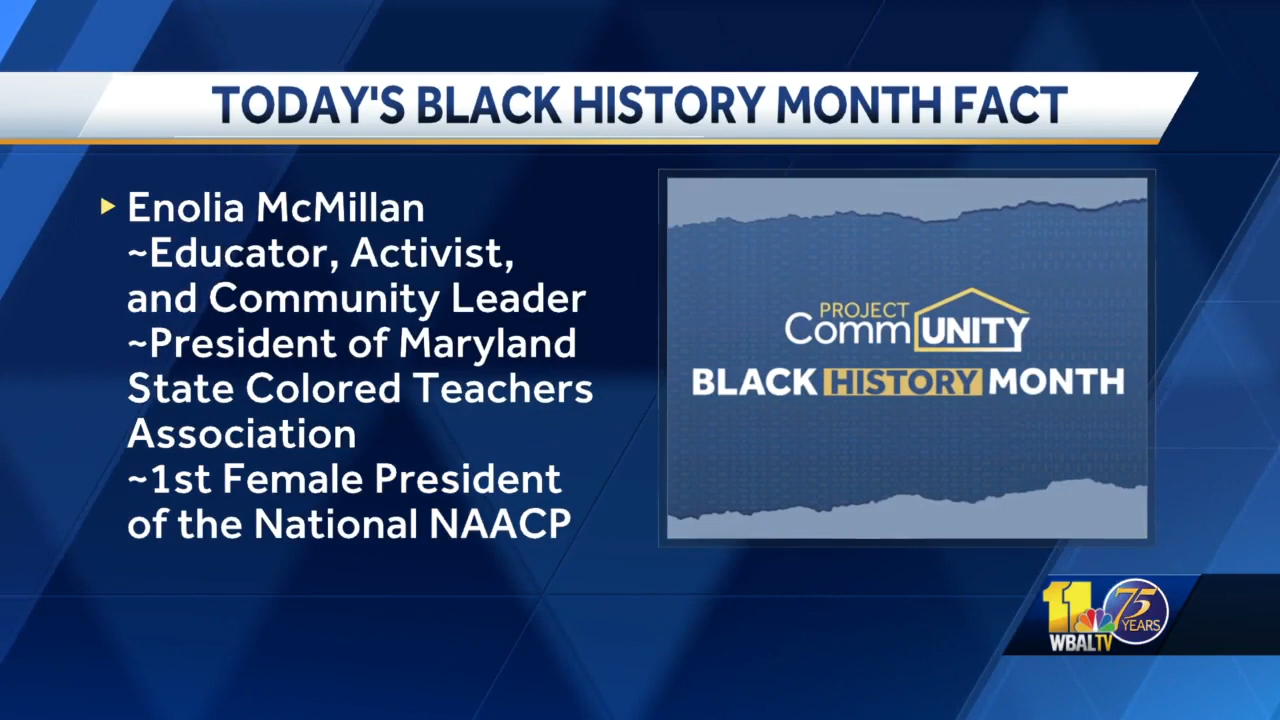 TODAY'S BLACK HISTORY MONTH FACT
Enolia McMillan
~Educator, Activist,
and Community Leader
~President of Maryland
State Colored Teachers
Association
~1st Female President
of the National NAACP
PROJECT
CommUNITY
BLACK HISTORY MONTH
11
75
YEARS
WBALTV